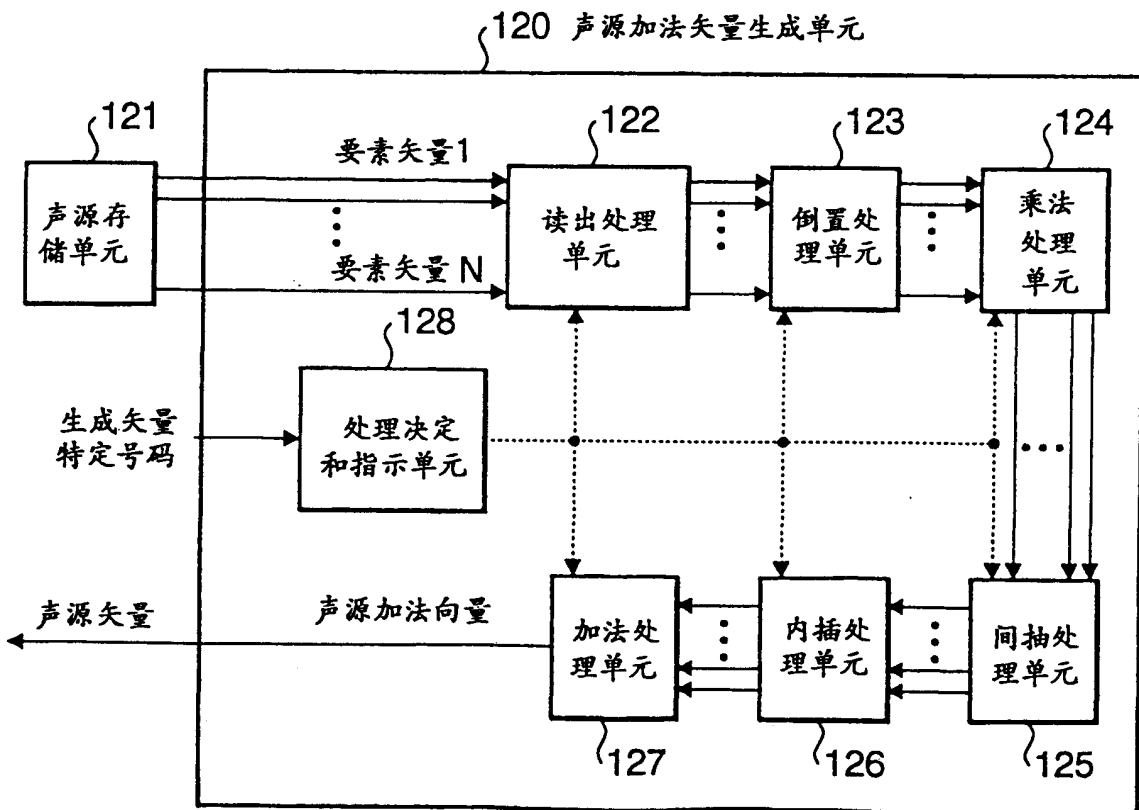 120 声源加法矢量生成单元
121
122
123
124
要素矢量1
声源存
储单元
读出处理
单元
倒置处
理单元
乘法
处理
单元
要素矢量 N
128
生成矢量
特定号码
处理决定
和指示单元
声源矢量
声源加法向量
加法处
理单元
内插处
理单元
间抽处
理单元
127
126
125